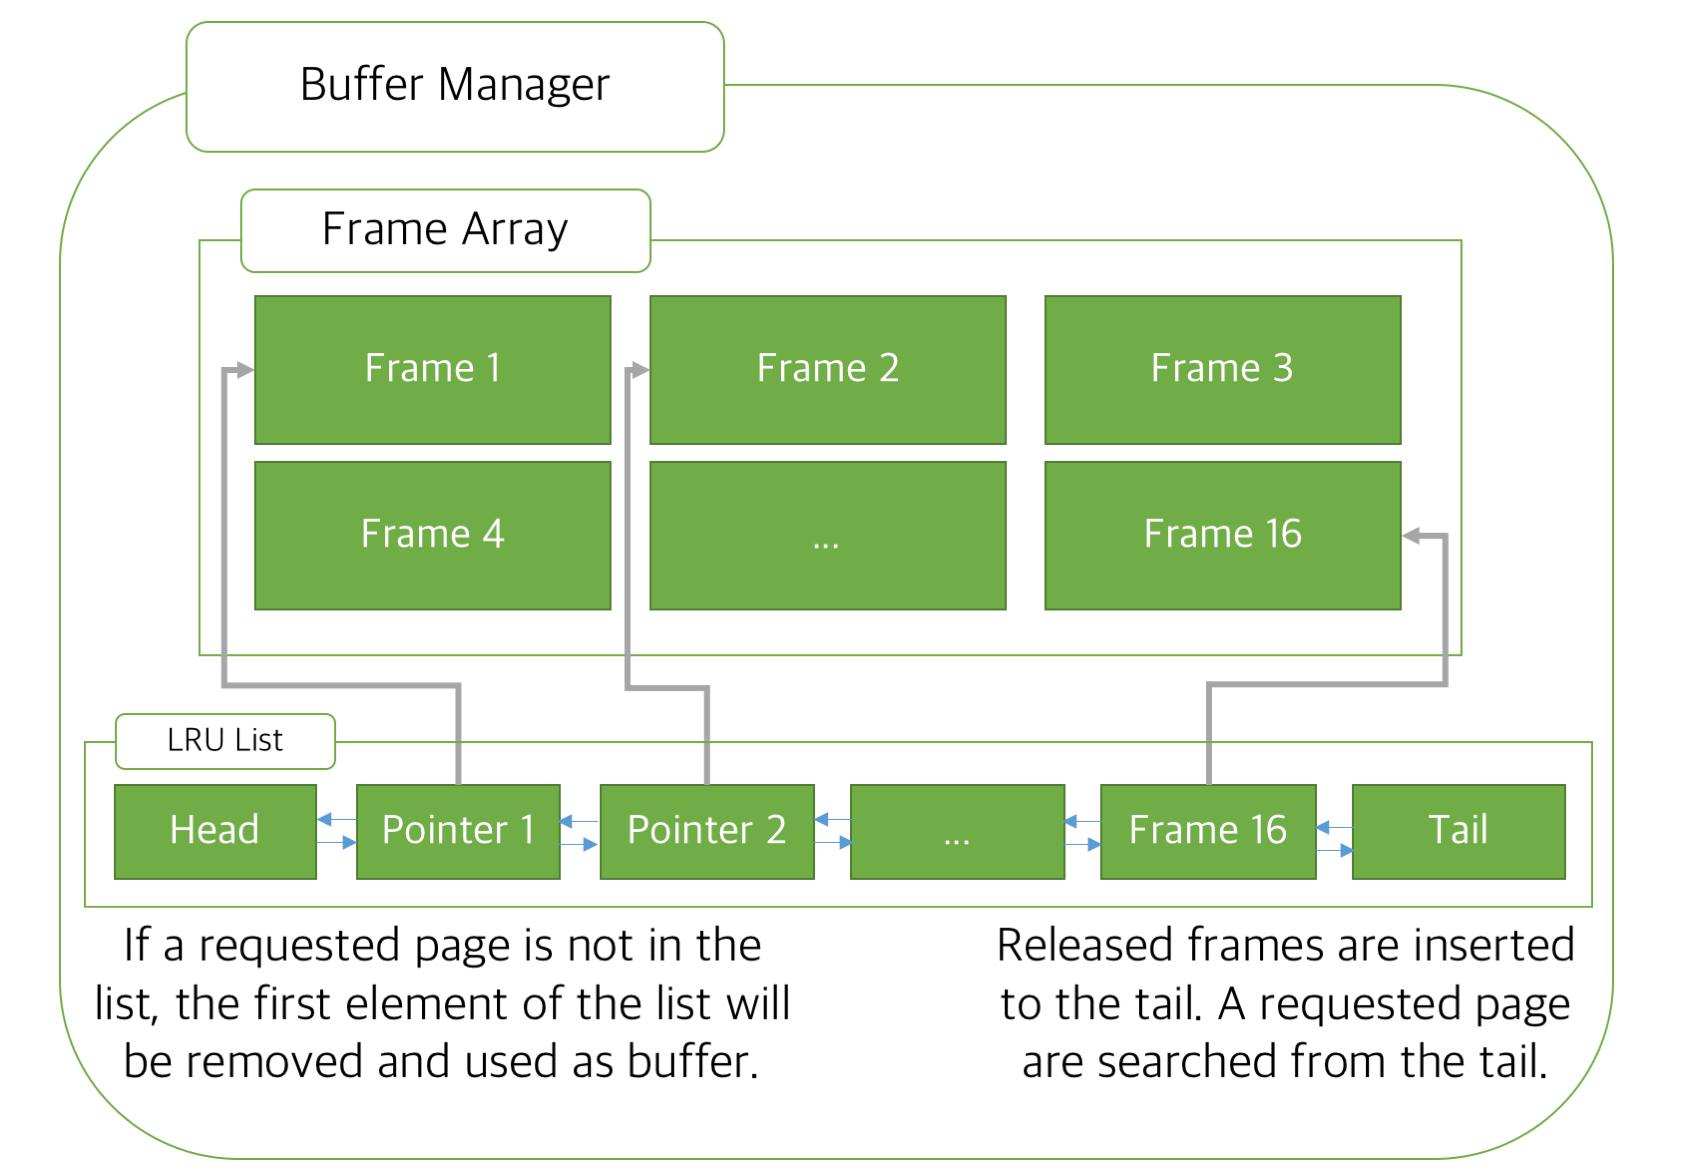 Buffer Manager
Frame Array
Frame 1
Frame 2
Frame 3
Frame 4
...
Frame 16
LRU List
Head
Pointer 1
Pointer 2
...
Frame 16
Tail
If a requested page is not in the
list, the first element of the list will
be removed and used as buffer.
Released frames are inserted
to the tail. A requested page
are searched from the tail.